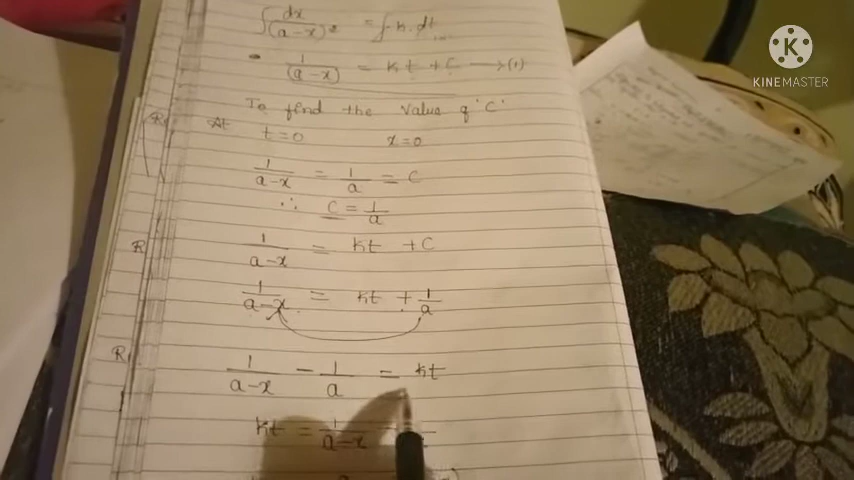 ∫ dx/(a-x)² = ∫ k. dt
1/(a-x) = kt + C → (1)
To find the value of 'C'
At t=0 x=0
1/a-x = 1/a = C
∴ C = 1/a
1/a-x = kt + C
1/a-x = kt + 1/a
1/a-x - 1/a = kt
kt = 1/a-x
K
KINEMASTER